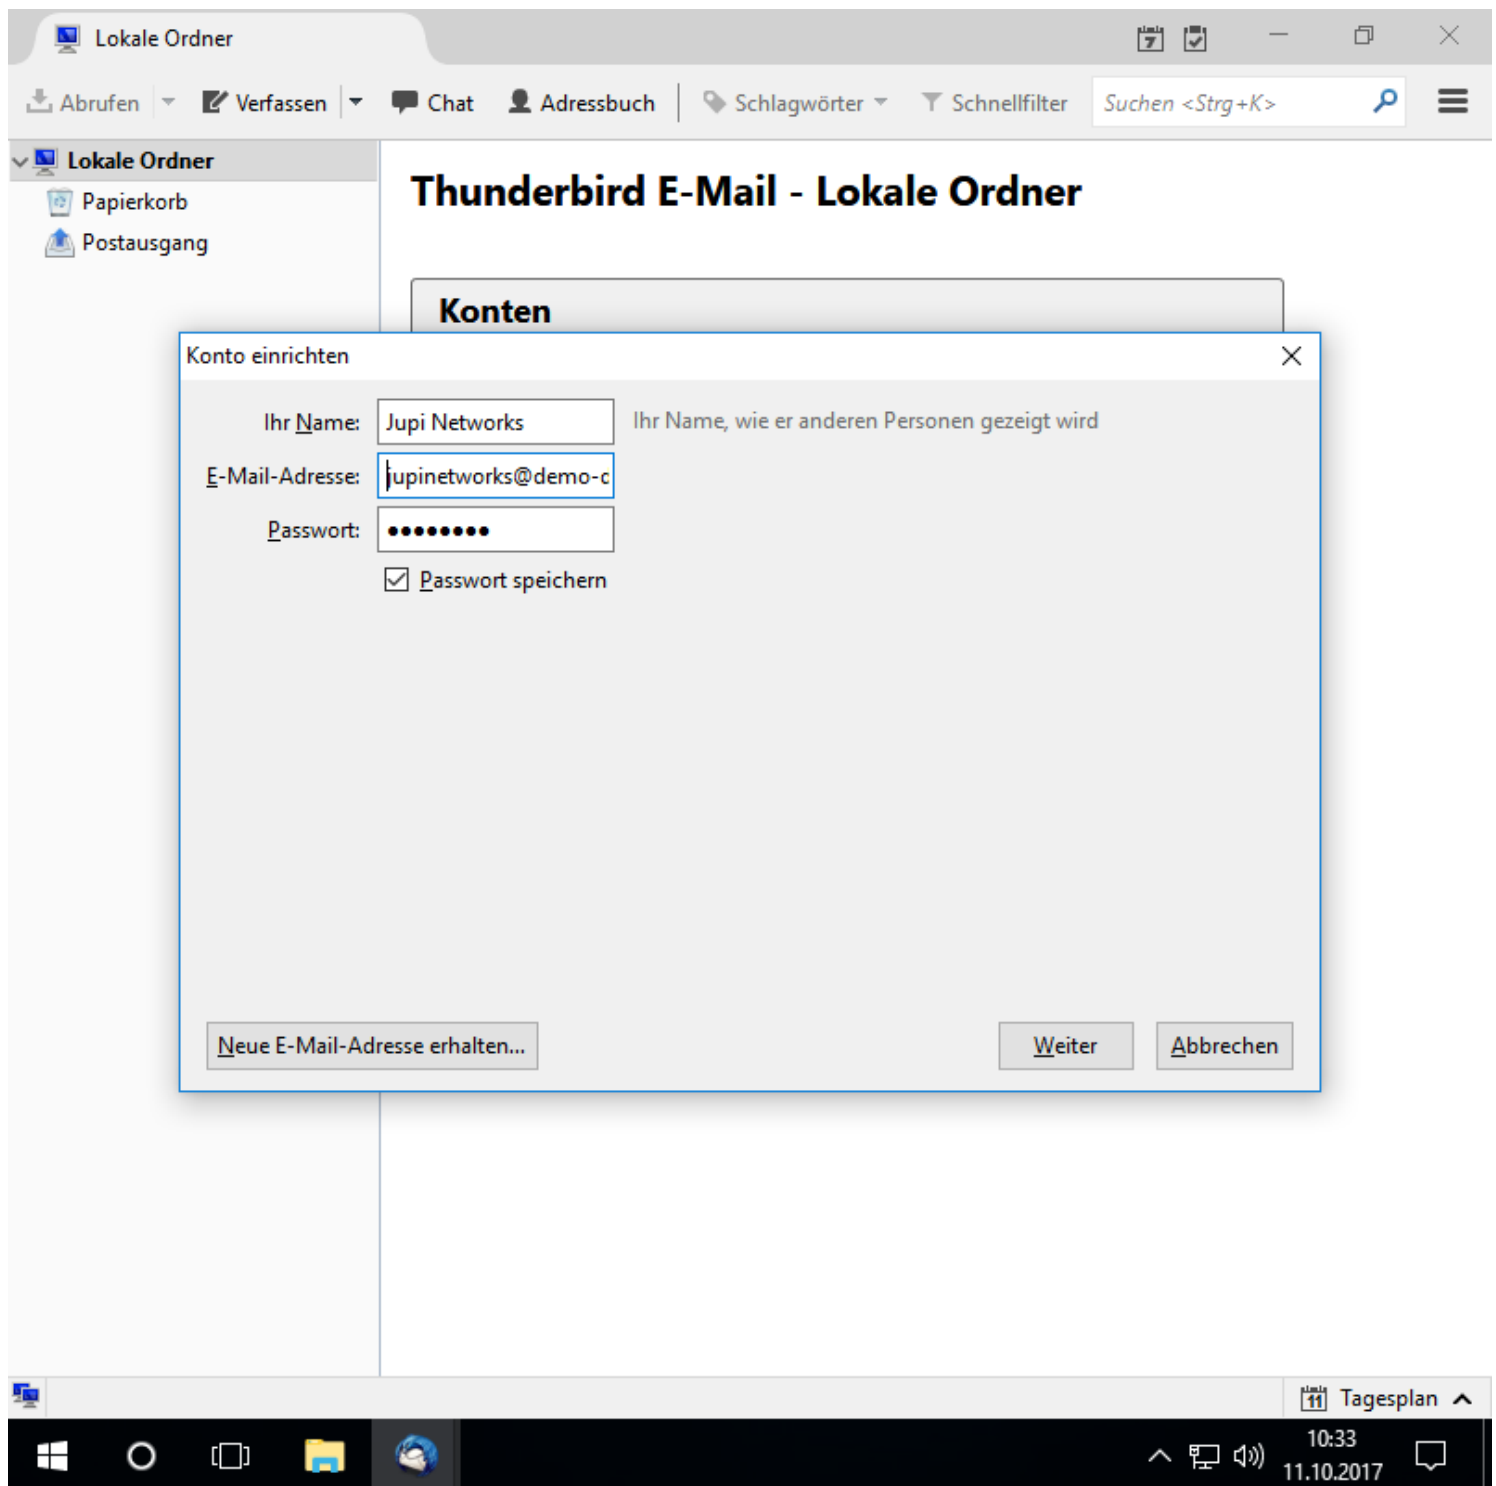 Lokale Ordner
Abrufen Verfassen Chat Adressbuch Schlagwörter Schnellfilter Suchen <Strg+K>
Lokale Ordner
Papierkorb
Postausgang
Thunderbird E-Mail - Lokale Ordner
Konten
Konto einrichten
Ihr Name: Jupi Networks Ihr Name, wie er anderen Personen gezeigt wird
E-Mail-Adresse: jupinetworks@demo-
Passwort: ••••••••
Passwort speichern
Neue E-Mail-Adresse erhalten... Weiter Abbrechen
11 Tagesplan
10:33
11.10.2017